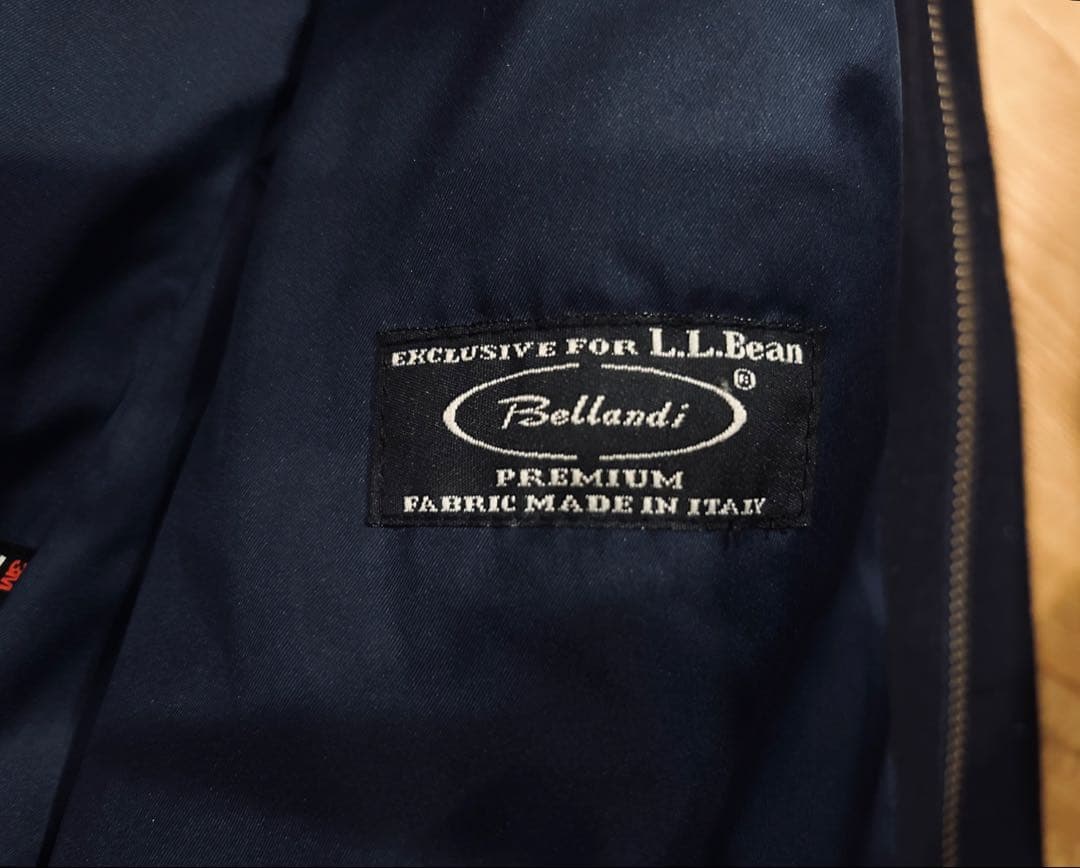 EXCLUSIVE FOR L.L.Bean
Bellandi ®
PREMIUM
FABRIC MADE IN ITALY